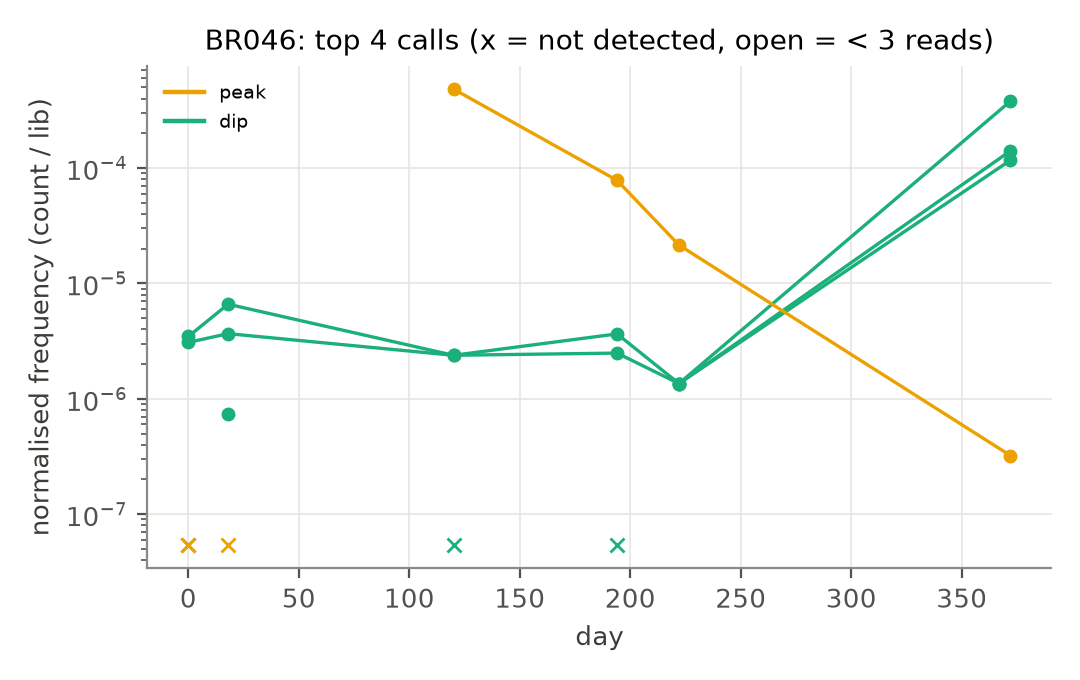 BR046: top 4 calls (x = not detected, open = < 3 reads)
peak
dip
normalised frequency (count / lib)
10⁻⁴
10⁻⁵
10⁻⁶
10⁻⁷
0 50 100 150 200 250 300 350
day